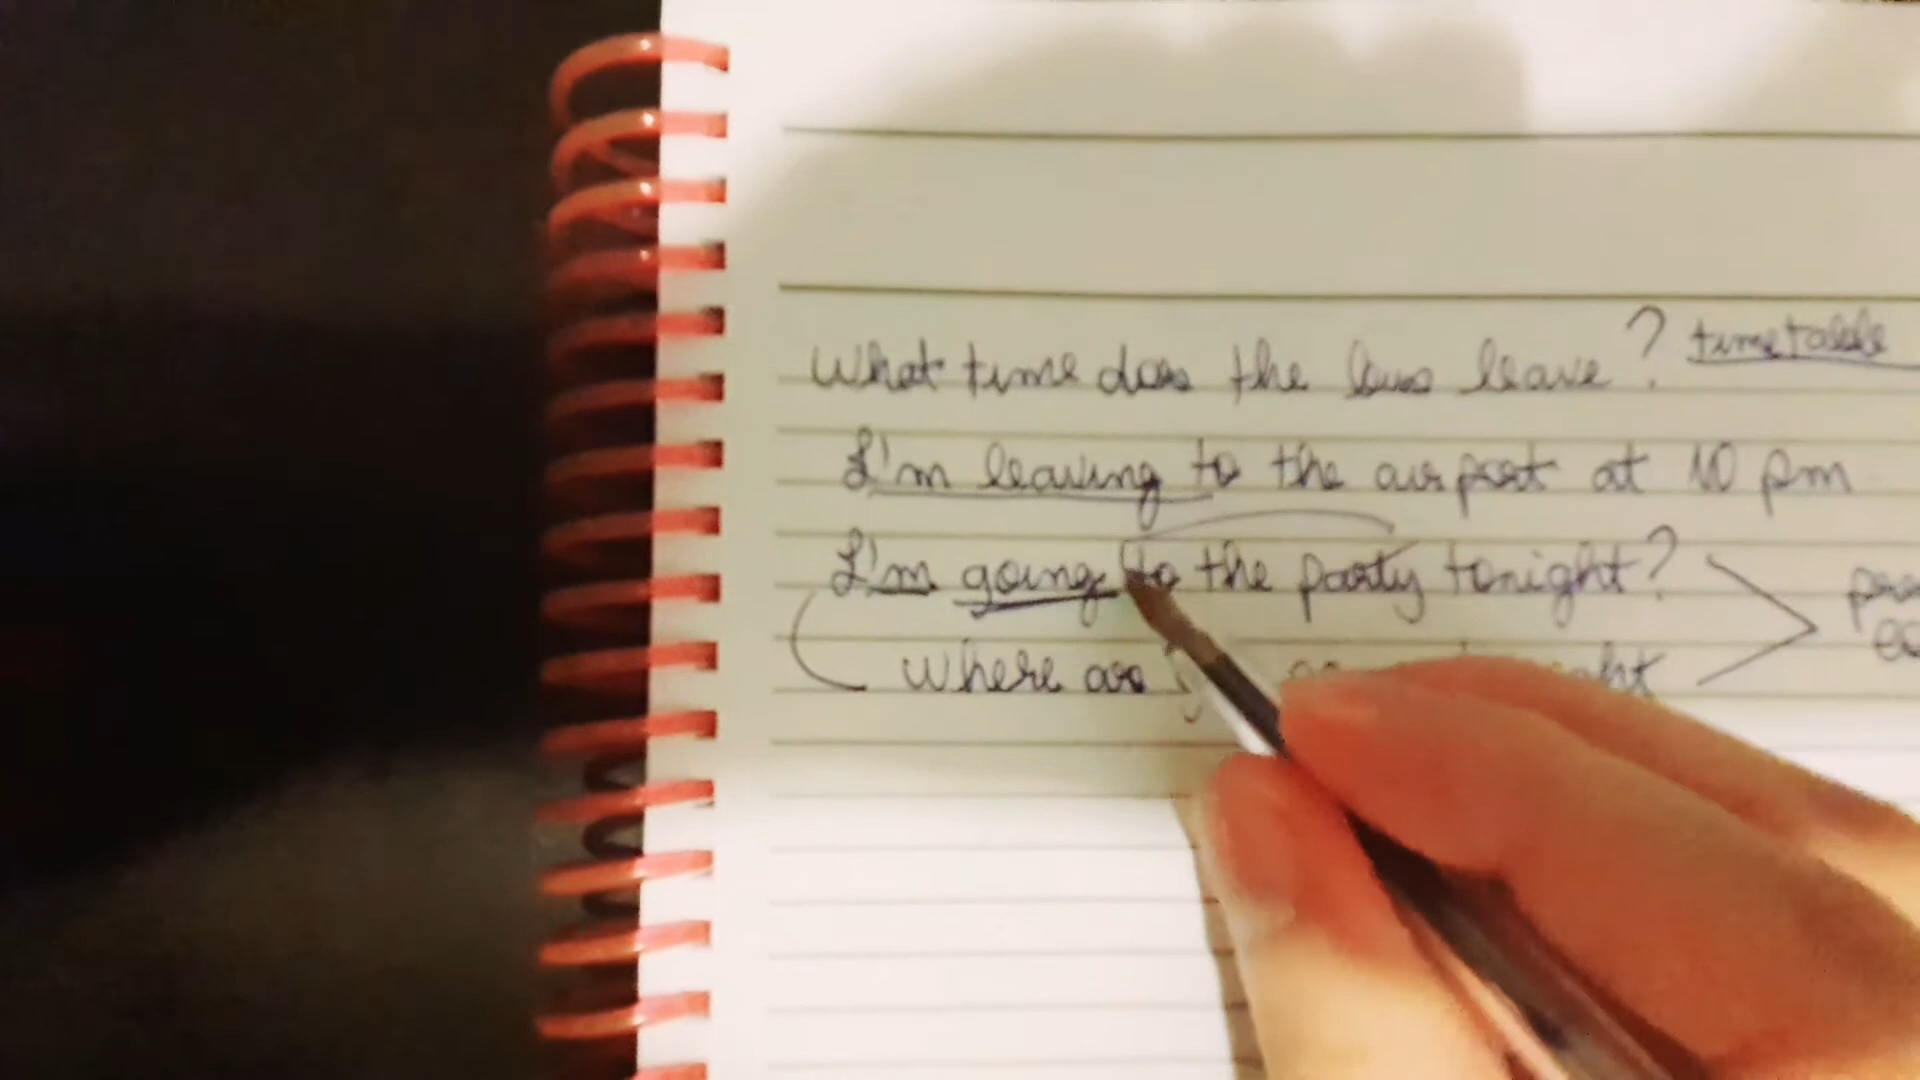 What time does the bus leave? timetable
I'm leaving to the airport at 10 pm
I'm going to the party tonight?
where are